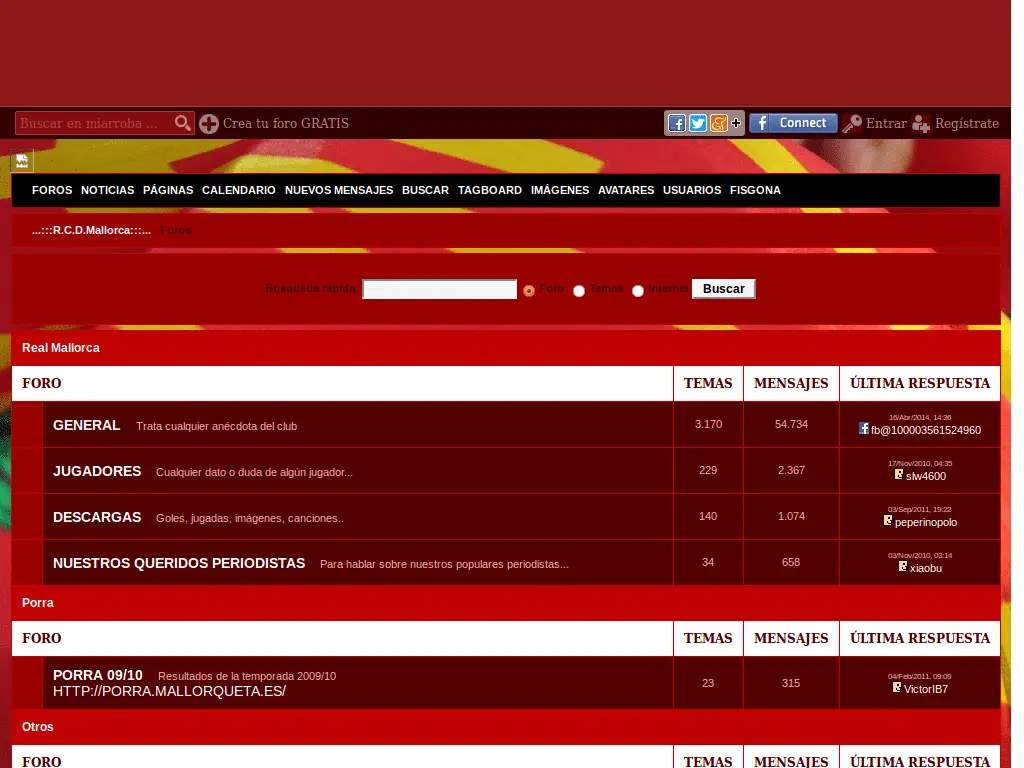 Buscar en miarroba ...
Crea tu foro GRATIS
Connect
Entrar
Regístrate
FOROS NOTICIAS PÁGINAS CALENDARIO NUEVOS MENSAJES BUSCAR TAGBOARD IMÁGENES AVATARES USUARIOS FISGONA
...:::R.C.D.Mallorca:::... Foros
Búsqueda rápida: Foro Temas Internet Buscar
Real Mallorca
FORO TEMAS MENSAJES ÚLTIMA RESPUESTA
GENERAL Trata cualquier anécdota del club 3.170 54.734 16/Abr/2014, 14:36
fb@100003561524960
JUGADORES Cualquier dato o duda de algún jugador... 229 2.367 17/Nov/2010, 04:35
slw4600
DESCARGAS Goles, jugadas, imágenes, canciones.. 140 1.074 03/Sep/2011, 19:22
peperinopolo
NUESTROS QUERIDOS PERIODISTAS Para hablar sobre nuestros populares periodistas... 34 658 03/Nov/2010, 03:14
xiaobu
Porra
FORO TEMAS MENSAJES ÚLTIMA RESPUESTA
PORRA 09/10 Resultados de la temporada 2009/10 23 315 04/Feb/2011, 09:09
HTTP://PORRA.MALLORQUETA.ES/ VictorIB7
Otros
FORO TEMAS MENSAJES ÚLTIMA RESPUESTA